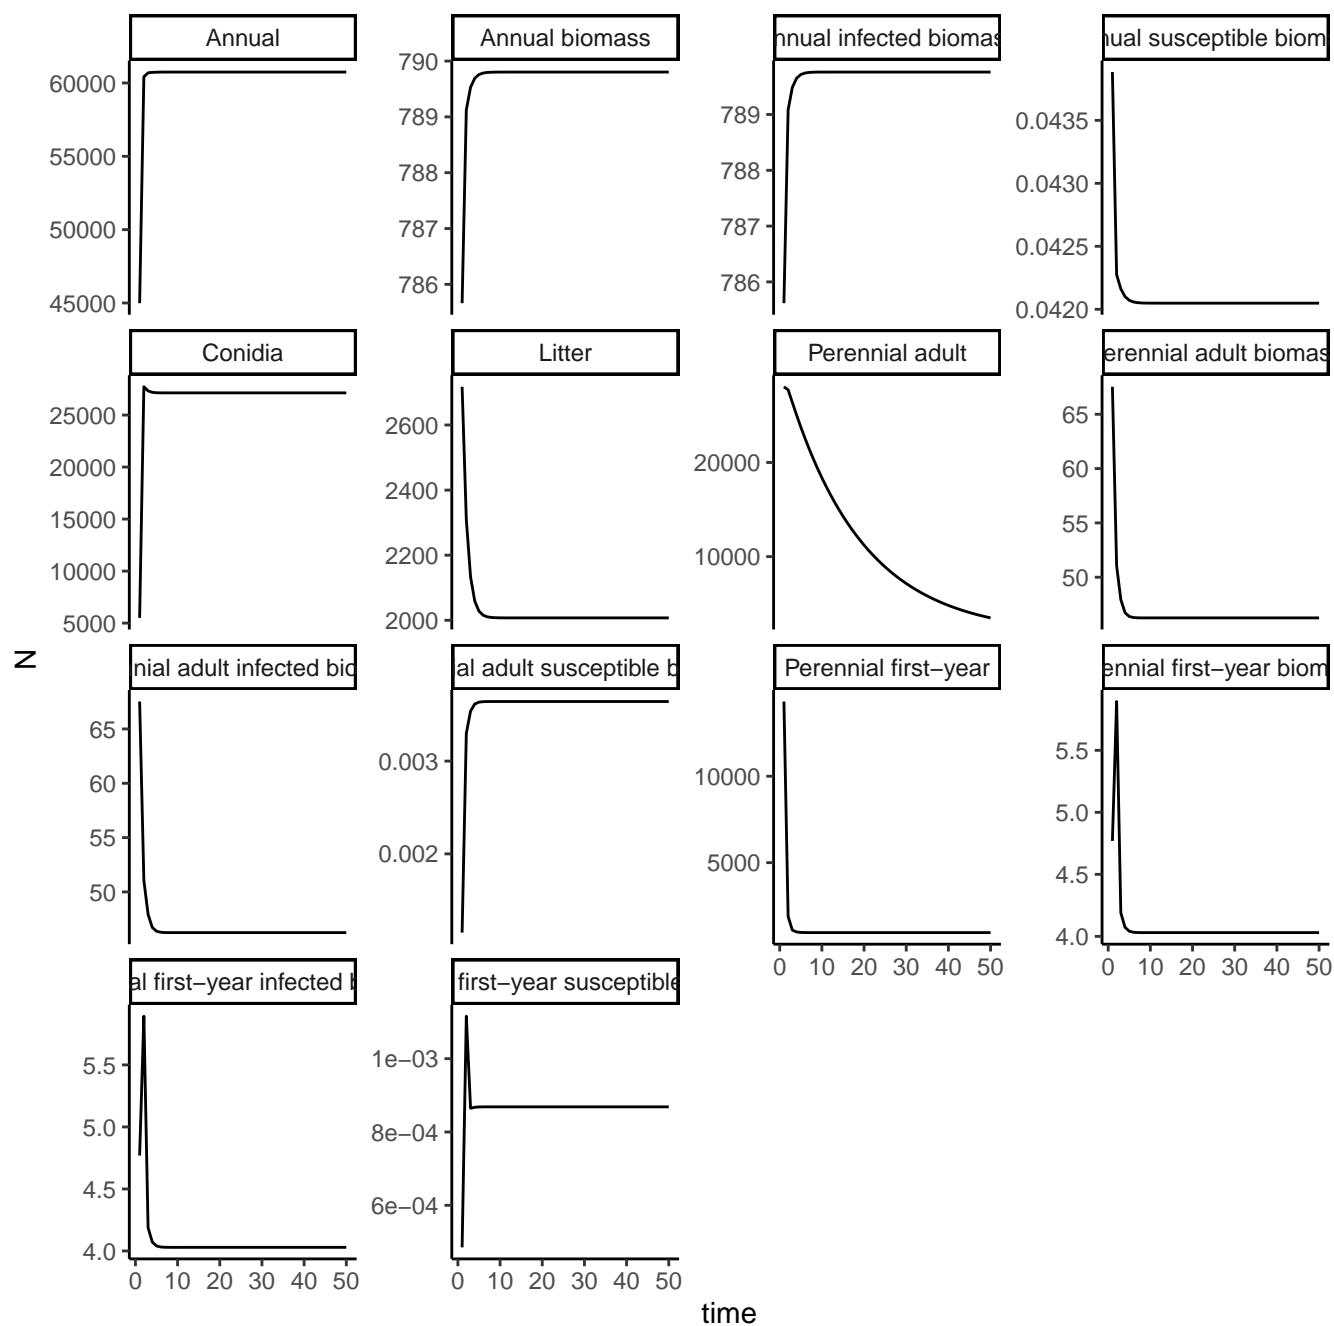 Annual
Annual biomass
nnual infected biomas
nual susceptible biom
60000
55000
50000
45000
790
789
788
787
786
789
788
787
786
0.0435
0.0430
0.0425
0.0420
Conidia
Litter
Perennial adult
erennial adult biomas
25000
20000
15000
10000
5000
2600
2400
2200
2000
20000
10000
65
60
55
50
N
nial adult infected bio
al adult susceptible b
Perennial first−year
ennial first−year biom
65
60
55
50
0.003
0.002
10000
5000
5.5
5.0
4.5
4.0
0 10 20 30 40 50
0 10 20 30 40 50
al first−year infected b
first−year susceptible
5.5
5.0
4.5
4.0
1e−03
8e−04
6e−04
0 10 20 30 40 50
0 10 20 30 40 50
time